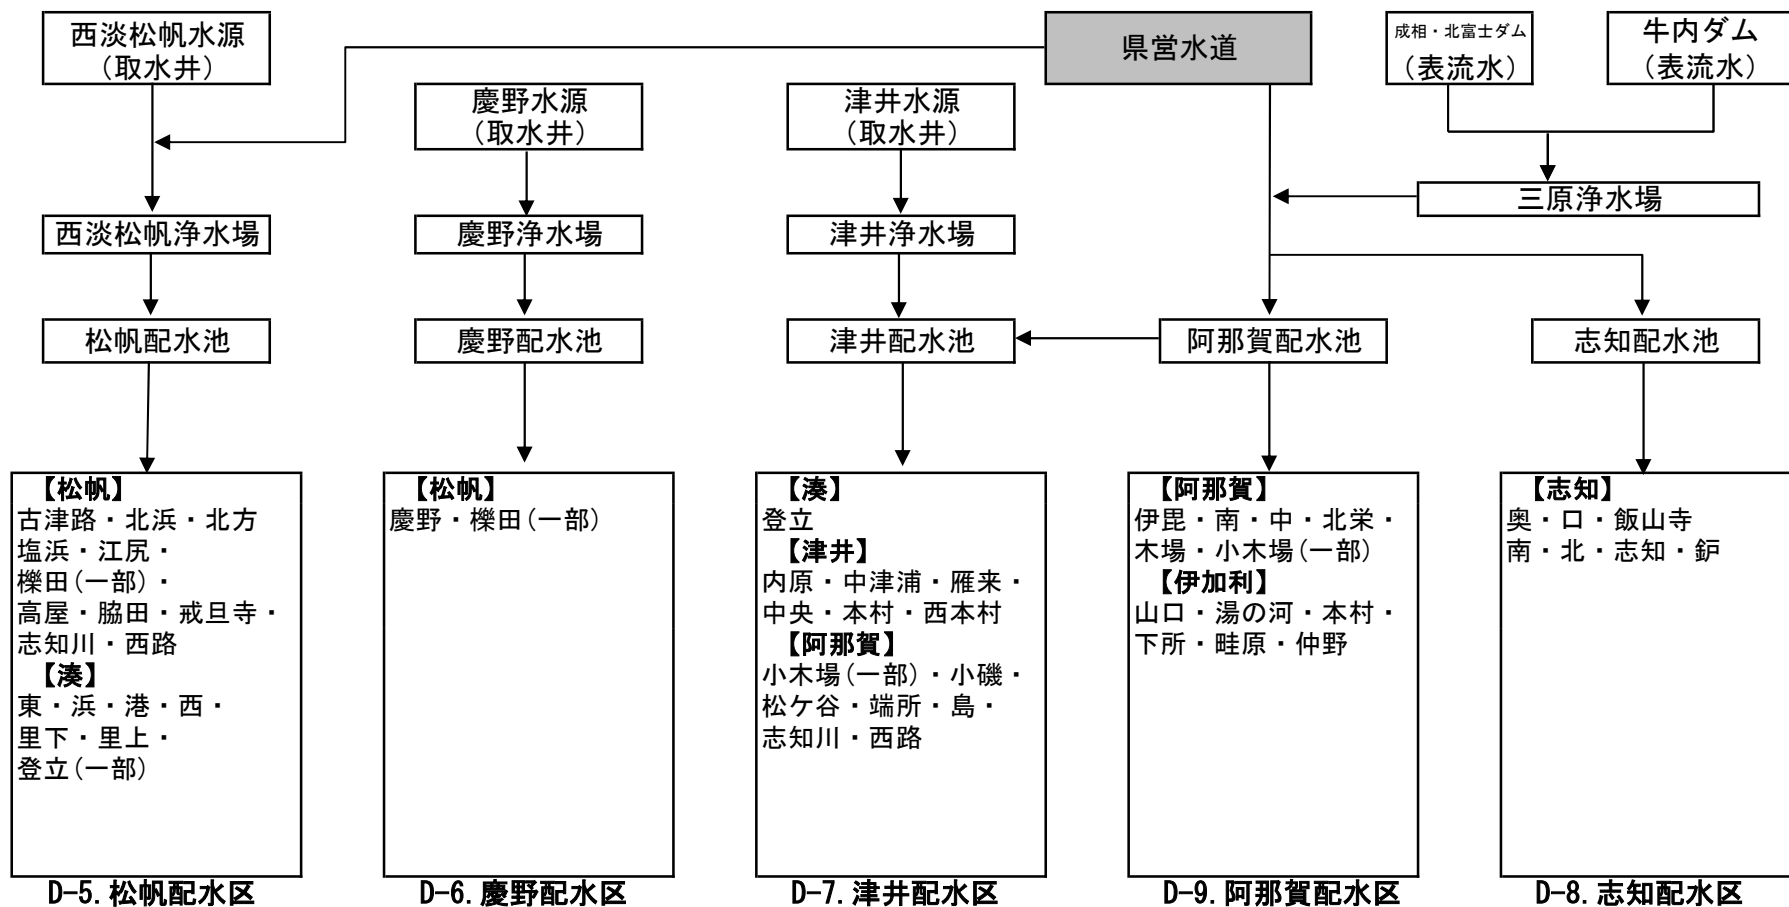 西淡松帆水源
(取水井)
県営水道
成相・北富士ダム
(表流水)
牛内ダム
(表流水)
慶野水源
(取水井)
津井水源
(取水井)
三原浄水場
西淡松帆浄水場
慶野浄水場
津井浄水場
松帆配水池
慶野配水池
津井配水池
阿那賀配水池
志知配水池
【松帆】
古津路・北浜・北方
塩浜・江尻・
櫟田(一部)・
高屋・脇田・戒旦寺・
志知川・西路
【湊】
東・浜・港・西・
里下・里上・
登立(一部)
D-5.松帆配水区
【松帆】
慶野・櫟田(一部)
D-6.慶野配水区
【湊】
登立
【津井】
内原・中津浦・雁来・
中央・本村・西本村
【阿那賀】
小木場(一部)・小磯・
松ケ谷・端所・島・
志知川・西路
D-7.津井配水区
【阿那賀】
伊毘・南・中・北栄・
木場・小木場(一部)
【伊加利】
山口・湯の河・本村・
下所・畦原・仲野
D-9.阿那賀配水区
【志知】
奥・口・飯山寺
南・北・志知・鈩
D-8.志知配水区